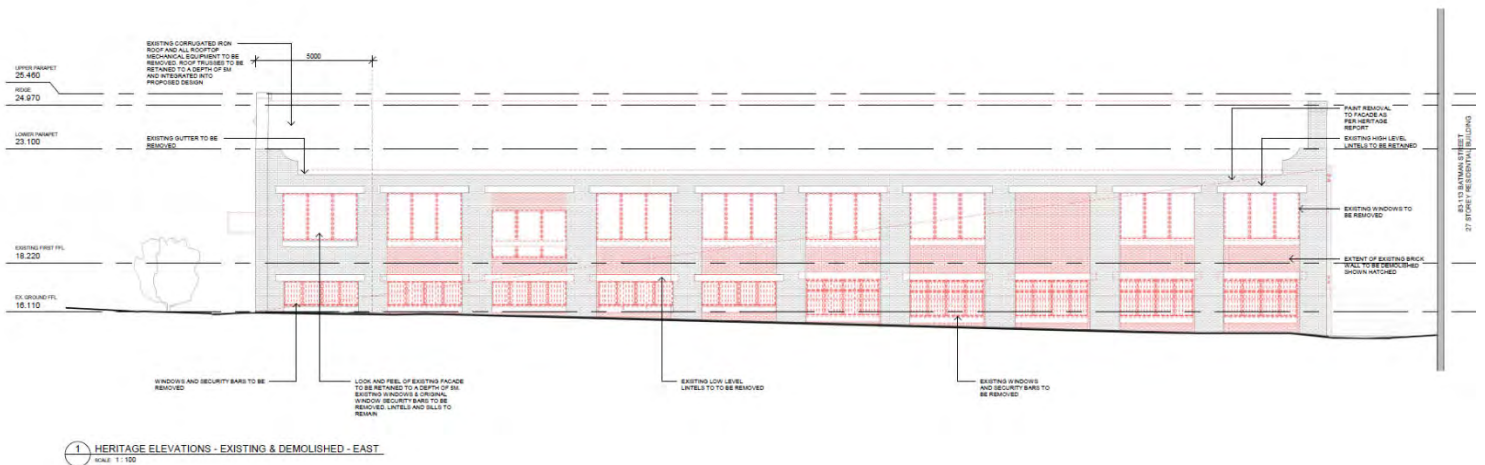 EXISTING CORRUGATED IRON
ROOF AND ALL ROOFTOP
MECHANICAL EQUIPMENT TO BE
REMOVED. ROOF TRUSSES TO BE
RETAINED TO A DEPTH OF 5M
AND INTEGRATED INTO
PROPOSED DESIGN
5000
UPPER PARAPET
25.460
RIDGE
24.970
LOWER PARAPET
23.100
EXISTING GUTTER TO BE
REMOVED
PAINT REMOVAL
TO FACADE AS
PER HERITAGE
REPORT
EXISTING HIGH LEVEL
LINTELS TO BE RETAINED
83-113 BATMAN STREET
27 STOREY RESIDENTIAL BUILDING
EXISTING WINDOWS TO
BE REMOVED
EXISTING FIRST FFL
18.220
EXTENT OF EXISTING BRICK
WALL TO BE DEMOLISHED
SHOWN HATCHED
EX. GROUND FFL
16.110
WINDOWS AND SECURITY BARS TO BE
REMOVED
LOOK AND FEEL OF EXISTING FACADE
TO BE RETAINED TO A DEPTH OF 5M.
EXISTING WINDOWS & ORIGINAL
WINDOW SECURITY BARS TO BE
REMOVED. LINTELS AND SILLS TO
REMAIN
EXISTING LOW LEVEL
LINTELS TO TO BE REMOVED
EXISTING WINDOWS
AND SECURITY BARS TO
BE REMOVED
1 HERITAGE ELEVATIONS - EXISTING & DEMOLISHED - EAST
SCALE 1 : 100